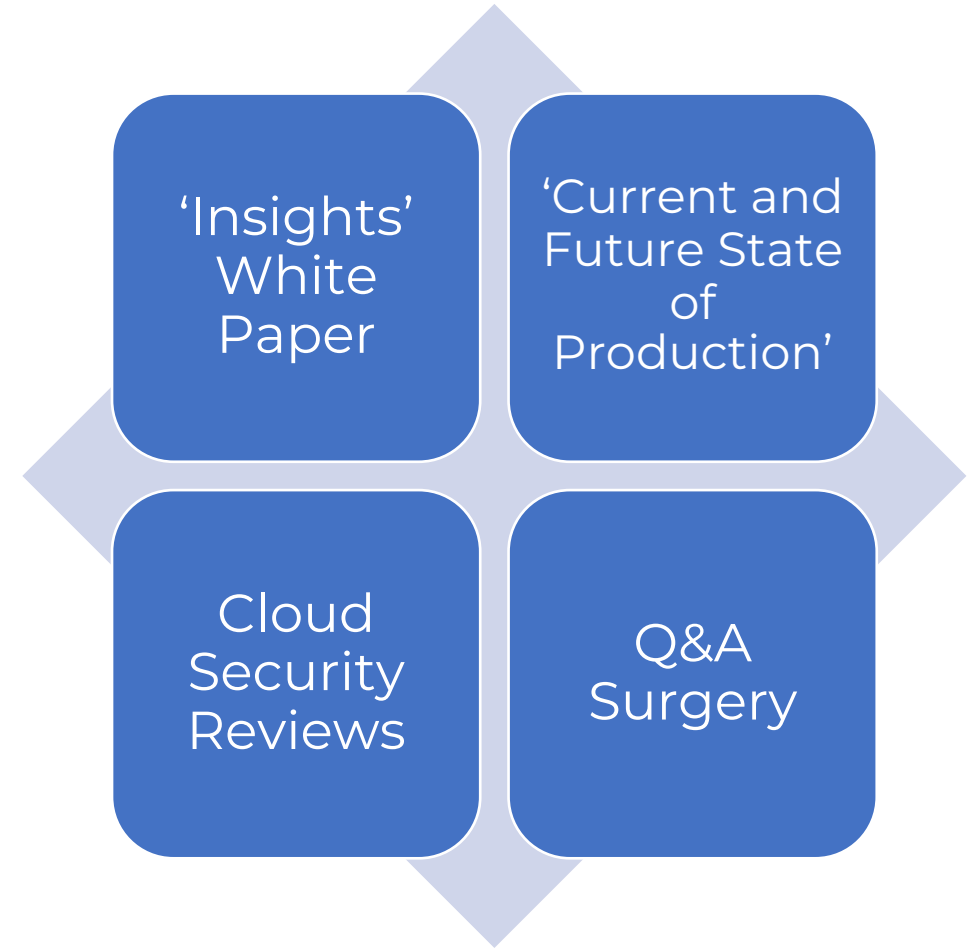 ‘Insights’
White
Paper
‘Current and
Future State
of
Production’
Cloud
Security
Reviews
Q&A
Surgery